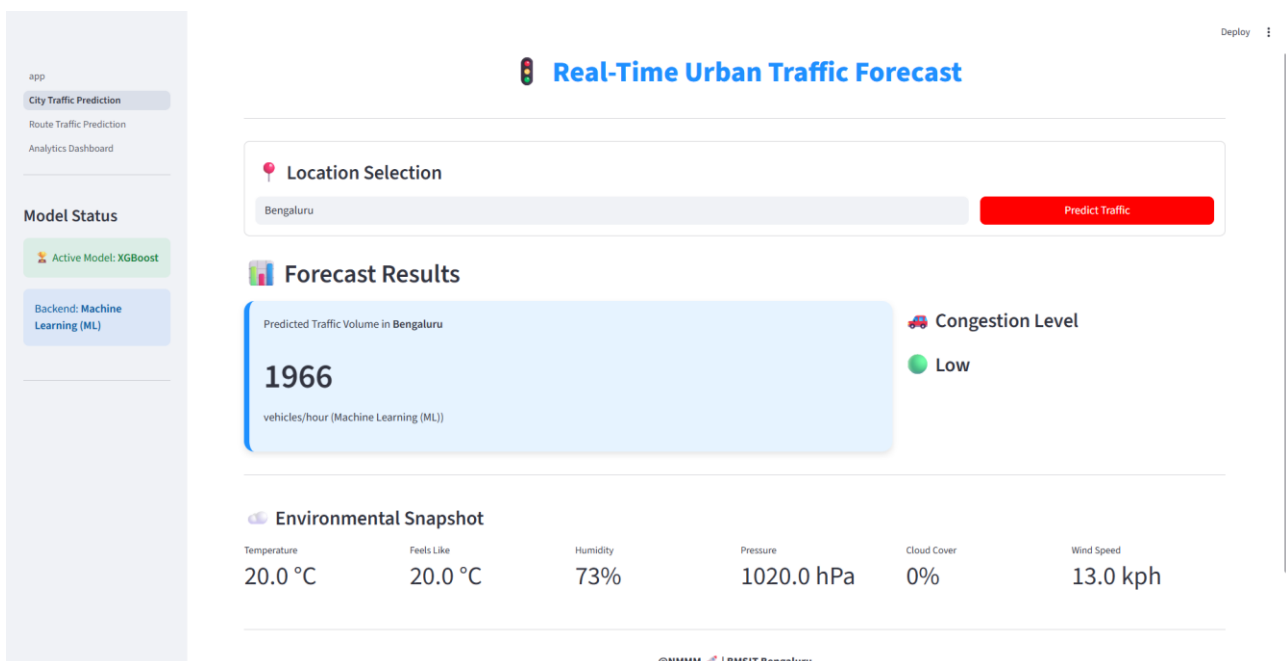 Deploy
app
City Traffic Prediction
Route Traffic Prediction
Analytics Dashboard
Model Status
Active Model: XGBoost
Backend: Machine
Learning (ML)
Real-Time Urban Traffic Forecast
Location Selection
Bengaluru
Predict Traffic
Forecast Results
Predicted Traffic Volume in Bengaluru
1966
vehicles/hour (Machine Learning (ML))
Congestion Level
Low
Environmental Snapshot
Temperature
20.0 °C
Feels Like
20.0 °C
Humidity
73%
Pressure
1020.0 hPa
Cloud Cover
0%
Wind Speed
13.0 kph
@NMMM | BMSIT Bengaluru